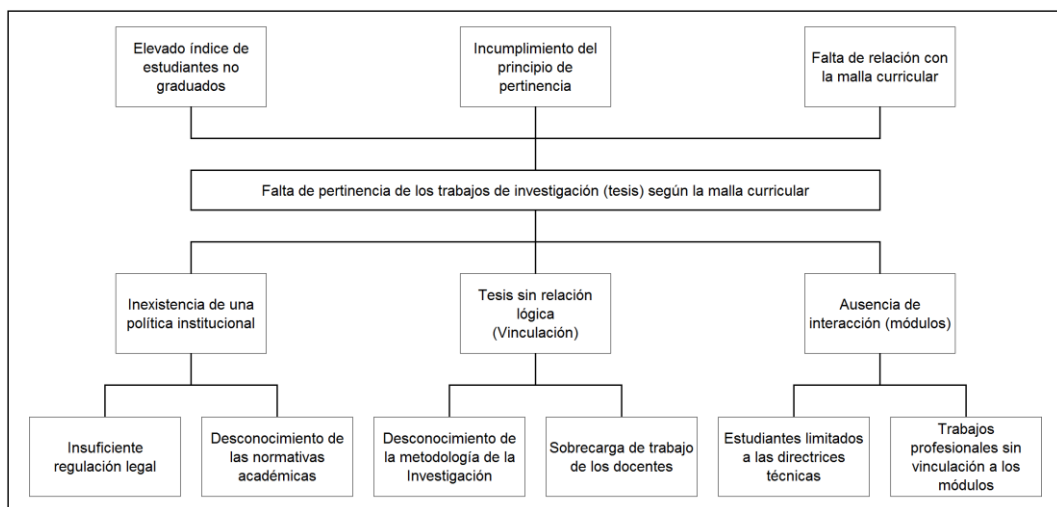 Elevado índice de
estudiantes no
graduados
Incumplimiento del
principio de
pertinencia
Falta de relación con
la malla curricular
Falta de pertinencia de los trabajos de investigación (tesis) según la malla curricular
Inexistencia de una
política institucional
Tesis sin relación
lógica
(Vinculación)
Ausencia de
interacción (módulos)
Insuficiente
regulación legal
Desconocimiento de
las normativas
académicas
Desconocimiento de
la metodología de la
Investigación
Sobrecarga de trabajo
de los docentes
Estudiantes limitados
a las directrices
técnicas
Trabajos
profesionales sin
vinculación a los
módulos